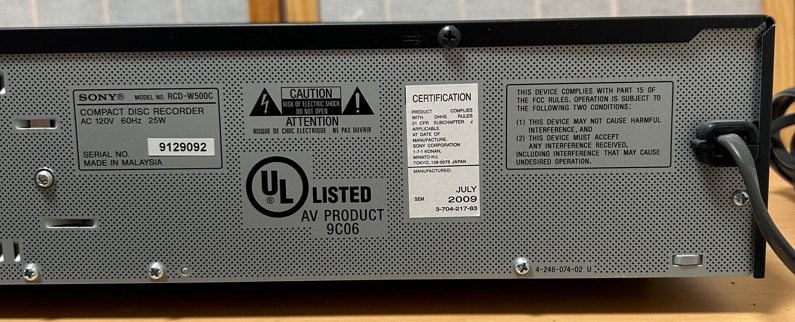 SONY® MODEL NO. RCD-W500C
COMPACT DISC RECORDER
AC 120V 60Hz 25W
SERIAL NO. 9129092
MADE IN MALAYSIA
CAUTION
RISK OF ELECTRIC SHOCK
DO NOT OPEN
ATTENTION
RISQUE DE CHOC ELECTRIQUE NE PAS OUVRIR
UL ® LISTED
AV PRODUCT
9C06
CERTIFICATION
PRODUCT COMPLIES
WITH DHHS RULES
21 CFR SUBCHAPTER J
APPLICABLE
AT DATE OF
MANUFACTURE.
SONY CORPORATION
1-7-1 KONAN,
MINATO-KU,
TOKYO, 108-0075 JAPAN
MANUFACTURED,
JULY
SEM 2009
3-704-217-83
THIS DEVICE COMPLIES WITH PART 15 OF
THE FCC RULES. OPERATION IS SUBJECT TO
THE FOLLOWING TWO CONDITIONS:
(1) THIS DEVICE MAY NOT CAUSE HARMFUL
INTERFERENCE, AND
(2) THIS DEVICE MUST ACCEPT
ANY INTERFERENCE RECEIVED,
INCLUDING INTERFERENCE THAT MAY CAUSE
UNDESIRED OPERATION.
4-246-074-02 U